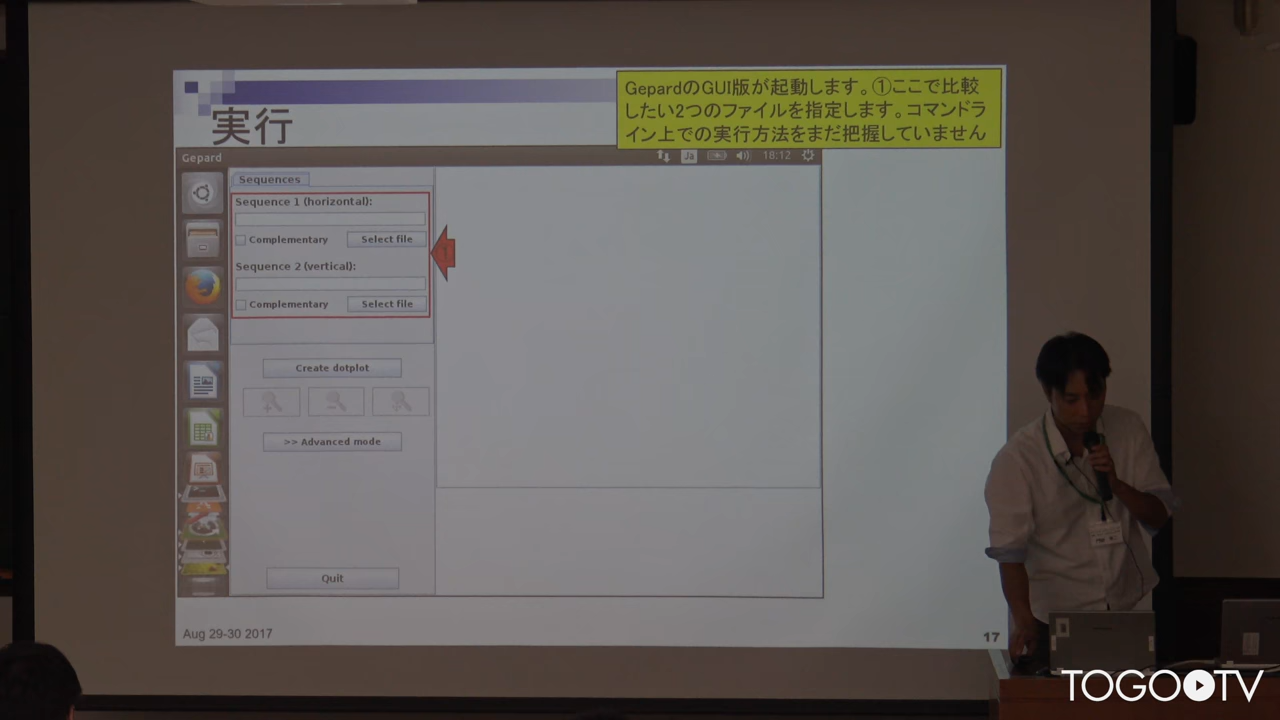 GepardのGUI版が起動します。①ここで比較
したい2つのファイルを指定します。コマンドラ
イン上での実行方法をまだ把握していません
実行
Gepard
Ja
18:12
Sequences
Sequence 1 (horizontal):
Complementary
Select file
1
Sequence 2 (vertical):
Complementary
Select file
Create dotplot
>> Advanced mode
Quit
Aug 29-30 2017
17
TOGOTV